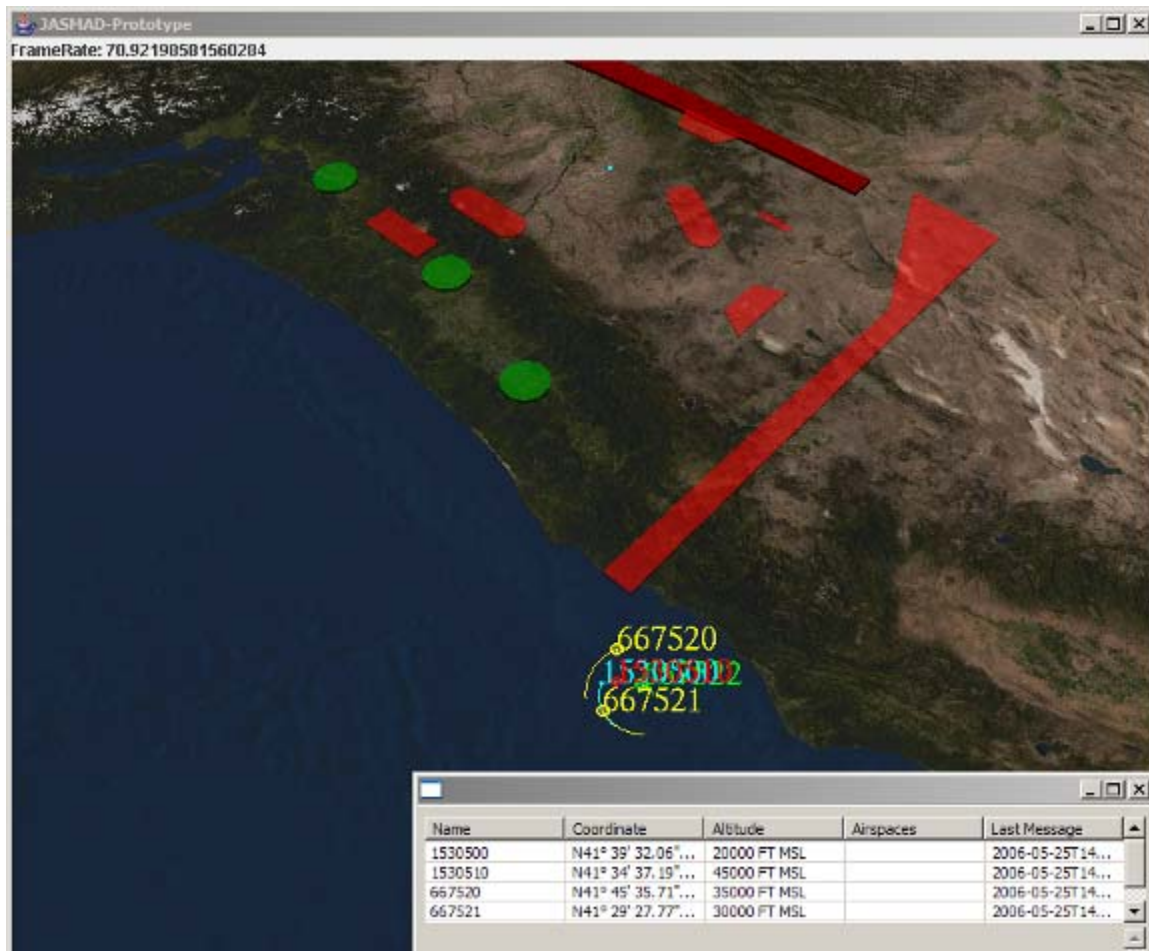 JASMAD-Prototype
FrameRate: 70.92198581560284
667520
667521
Name Coordinate Altitude Airspaces Last Message
1530500 N41° 39' 32.06"... 20000 FT MSL 2006-05-25T14...
1530510 N41° 34' 37.19"... 45000 FT MSL 2006-05-25T14...
667520 N41° 45' 35.71"... 35000 FT MSL 2006-05-25T14...
667521 N41° 29' 27.77"... 30000 FT MSL 2006-05-25T14...